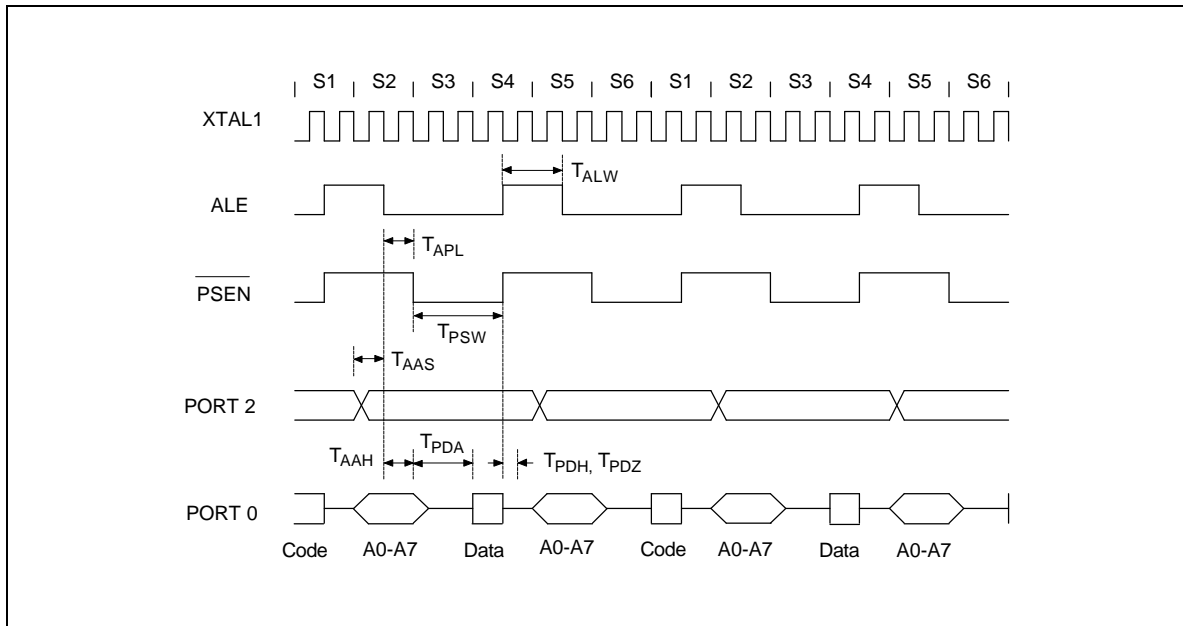 S1 S2 S3 S4 S5 S6 S1 S2 S3 S4 S5 S6
XTAL1
TALW
ALE
TAPL
PSEN
TPSW
TAAS
PORT 2
TAAH TPDA TPDH, TPDZ
PORT 0
Code A0-A7 Data A0-A7 Code A0-A7 Data A0-A7